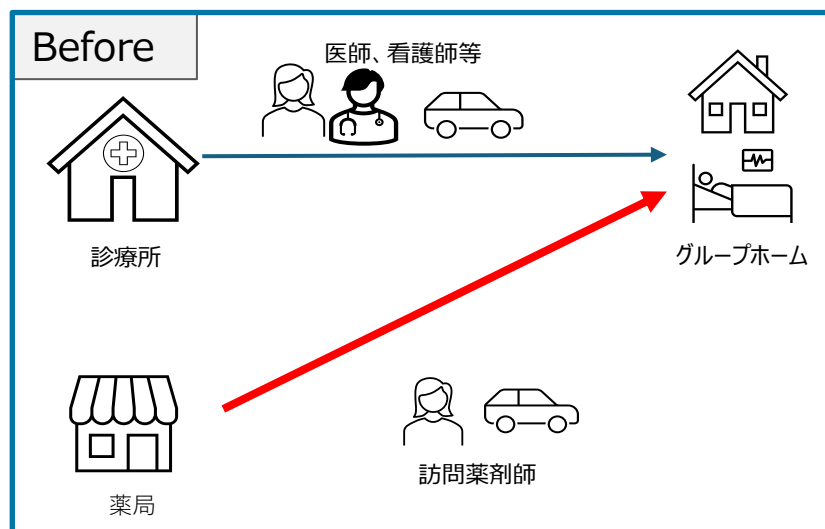 Before
医師、看護師等
診療所
グループホーム
訪問薬剤師
薬局